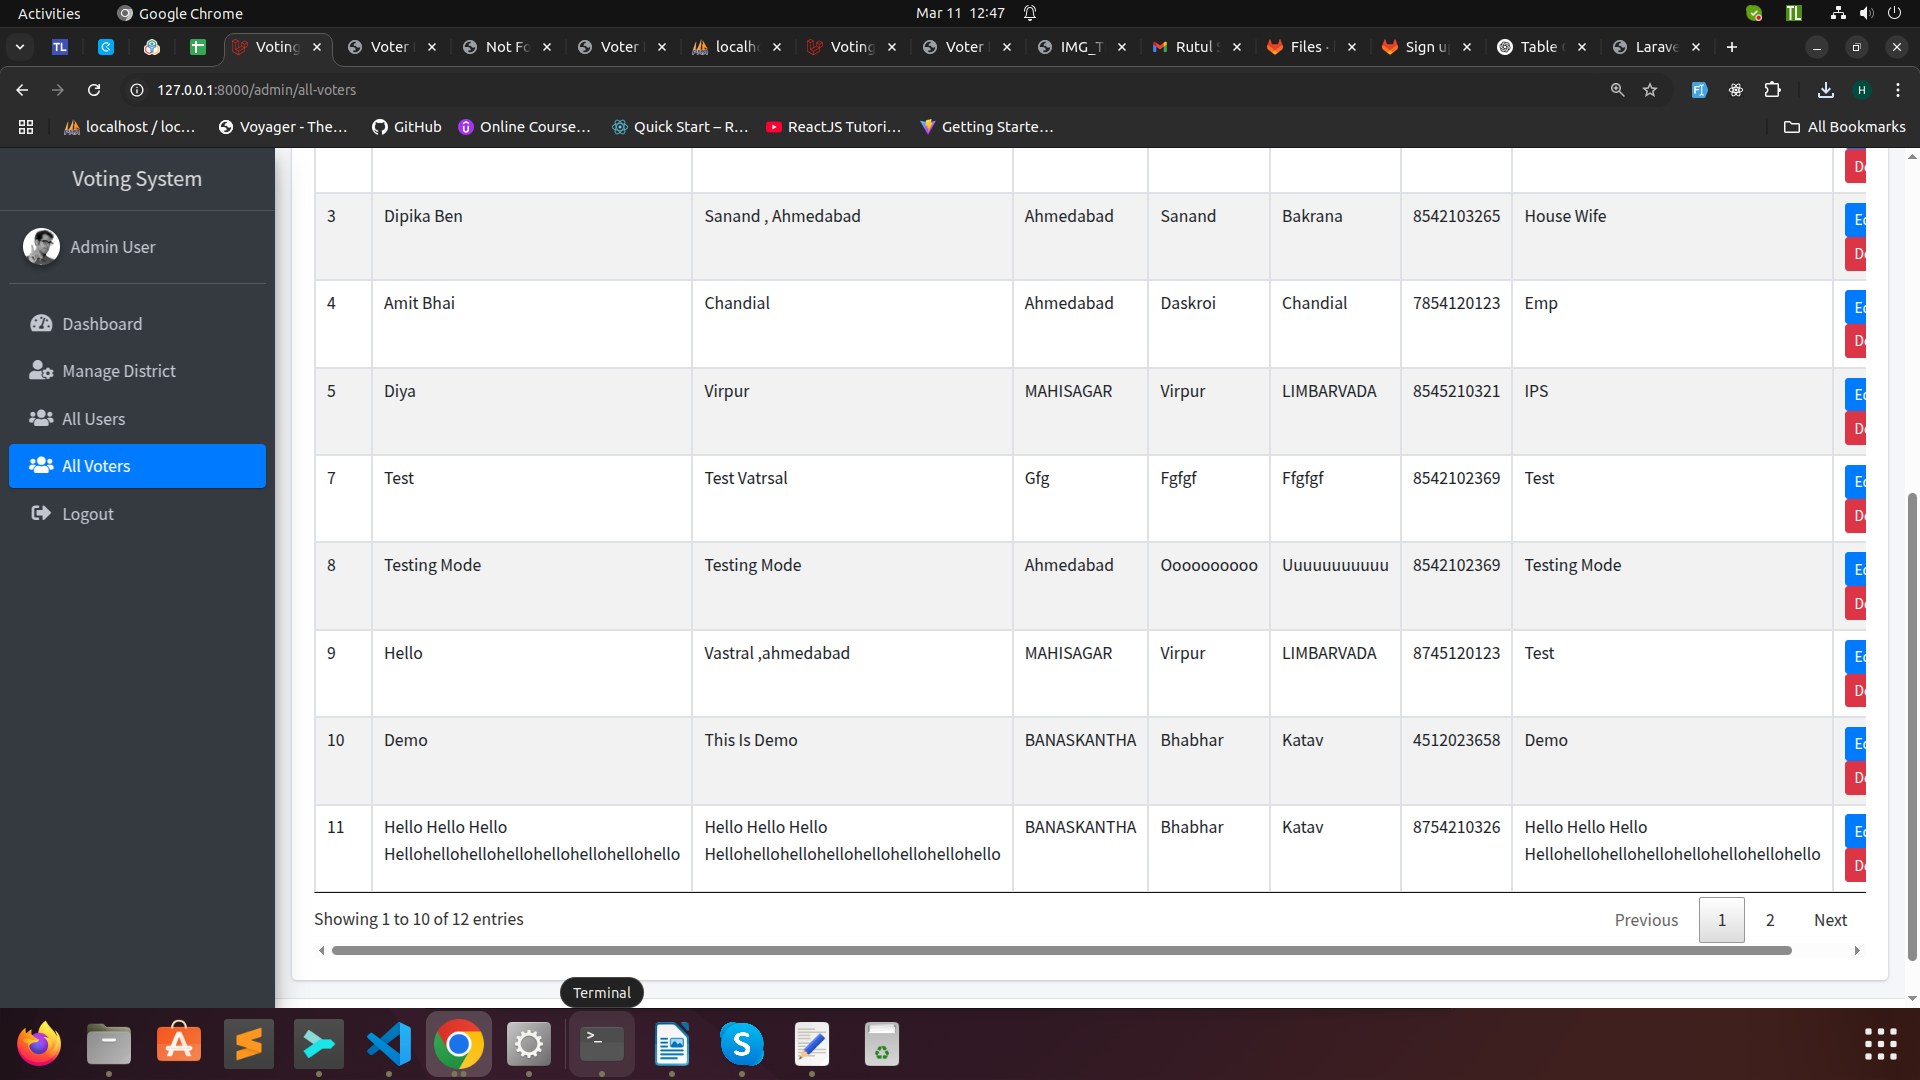 Activities
Google Chrome
Mar 11 12:47
TL
TL
Voting
Voter
Not Fo
Voter
localh
Voting
Voter
IMG_T
Rutul
Files
Sign u
Table
Larave
127.0.0.1:8000/admin/all-voters
H
localhost / loc...
Voyager - The...
GitHub
Online Course...
Quick Start – R...
ReactJS Tutori...
Getting Starte...
All Bookmarks
Voting System
Admin User
Dashboard
Manage District
All Users
All Voters
Logout
De
3 Dipika Ben Sanand , Ahmedabad Ahmedabad Sanand Bakrana 8542103265 House Wife Ed
De
4 Amit Bhai Chandial Ahmedabad Daskroi Chandial 7854120123 Emp Ed
De
5 Diya Virpur MAHISAGAR Virpur LIMBARVADA 8545210321 IPS Ed
De
7 Test Test Vatrsal Gfg Fgfgf Ffgfgf 8542102369 Test Ed
De
8 Testing Mode Testing Mode Ahmedabad Oooooooooo Uuuuuuuuuuu 8542102369 Testing Mode Ed
De
9 Hello Vastral ,ahmedabad MAHISAGAR Virpur LIMBARVADA 8745120123 Test Ed
De
10 Demo This Is Demo BANASKANTHA Bhabhar Katav 4512023658 Demo Ed
De
11 Hello Hello Hello Hello Hello Hello BANASKANTHA Bhabhar Katav 8754210326 Hello Hello Hello Ed
Hellohellohellohellohellohellohellohello Hellohellohellohellohellohellohellohello Hellohellohellohellohellohellohellohello De
Showing 1 to 10 of 12 entries
Previous 1 2 Next
Terminal